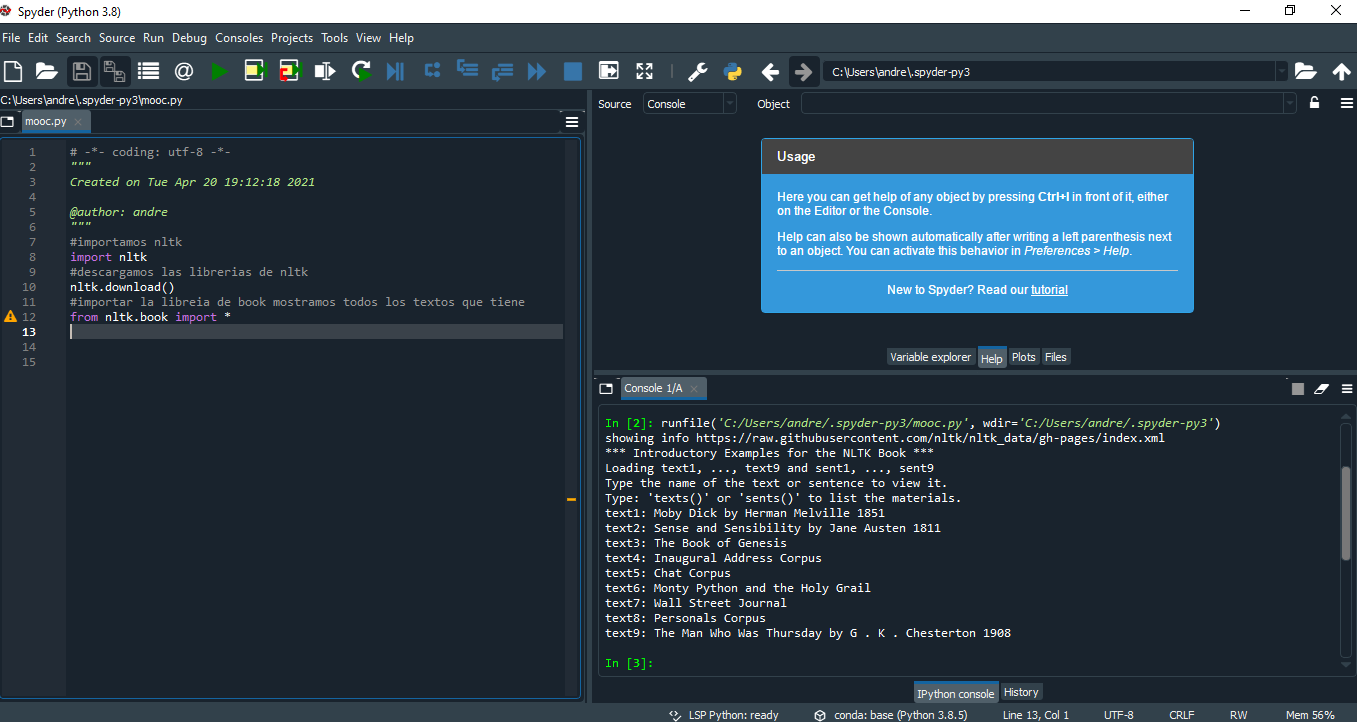 Spyder (Python 3.8)
File Edit Search Source Run Debug Consoles Projects Tools View Help
C:\Users\andre\.spyder-py3
C:\Users\andre\.spyder-py3\mooc.py
mooc.py
1 # -*- coding: utf-8 -*-
2 """
3 Created on Tue Apr 20 19:12:18 2021
4
5 @author: andre
6 """
7 #importamos nltk
8 import nltk
9 #descargamos las librerias de nltk
10 nltk.download()
11 #importar la libreia de book mostramos todos los textos que tiene
12 from nltk.book import *
13
14
15
Source Console Object
Usage
Here you can get help of any object by pressing Ctrl+I in front of it, either
on the Editor or the Console.
Help can also be shown automatically after writing a left parenthesis next
to an object. You can activate this behavior in Preferences > Help.
New to Spyder? Read our tutorial
Variable explorer Help Plots Files
Console 1/A
In [2]: runfile('C:/Users/andre/.spyder-py3/mooc.py', wdir='C:/Users/andre/.spyder-py3')
showing info https://raw.githubusercontent.com/nltk/nltk_data/gh-pages/index.xml
*** Introductory Examples for the NLTK Book ***
Loading text1, ..., text9 and sent1, ..., sent9
Type the name of the text or sentence to view it.
Type: 'texts()' or 'sents()' to list the materials.
text1: Moby Dick by Herman Melville 1851
text2: Sense and Sensibility by Jane Austen 1811
text3: The Book of Genesis
text4: Inaugural Address Corpus
text5: Chat Corpus
text6: Monty Python and the Holy Grail
text7: Wall Street Journal
text8: Personals Corpus
text9: The Man Who Was Thursday by G . K . Chesterton 1908
In [3]:
IPython console History
LSP Python: ready conda: base (Python 3.8.5) Line 13, Col 1 UTF-8 CRLF RW Mem 56%